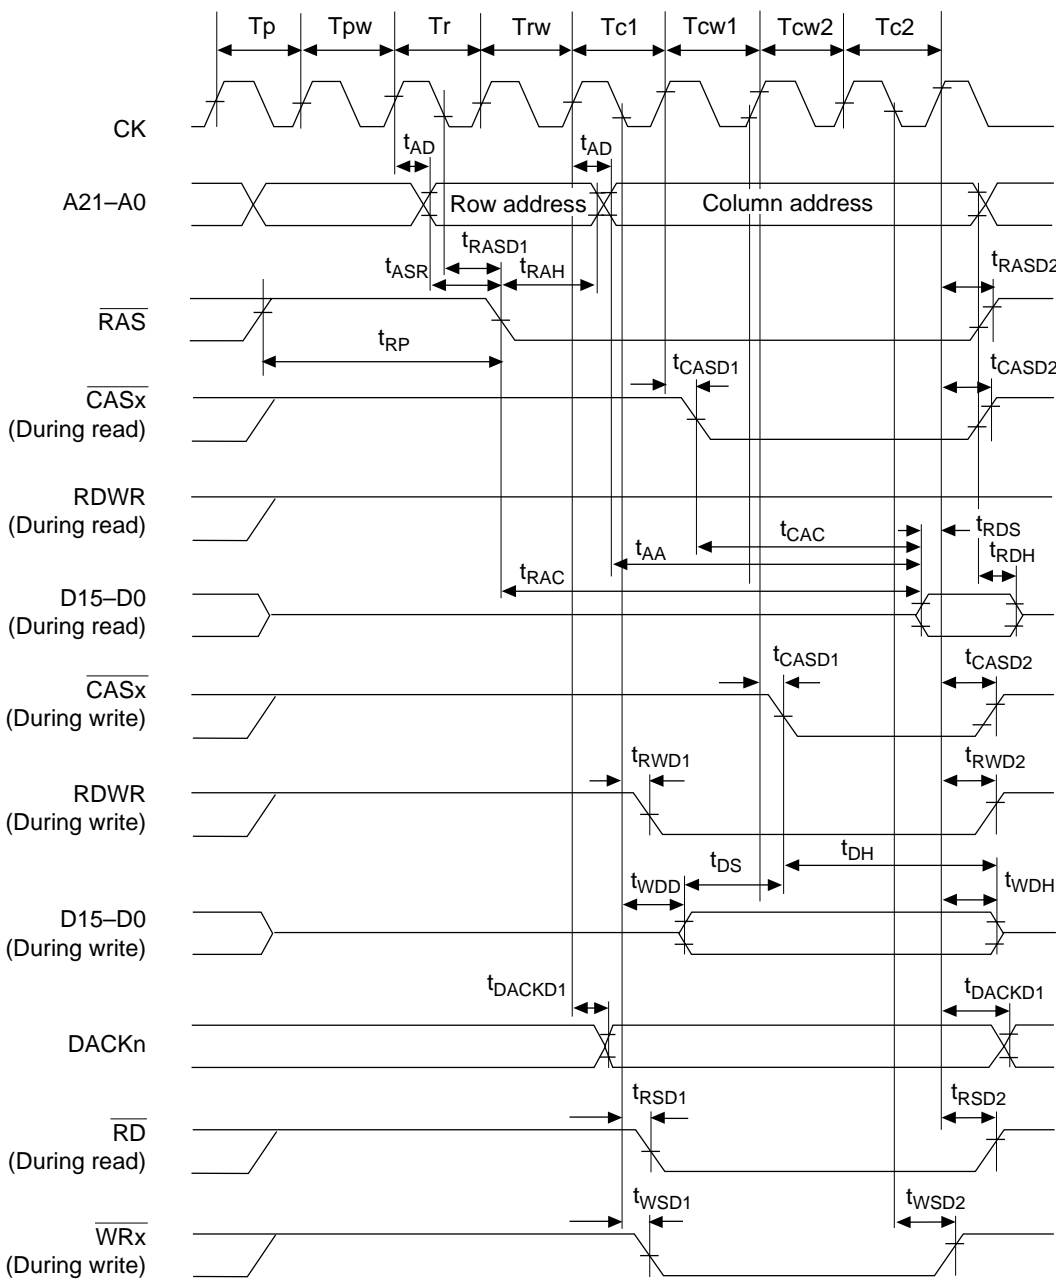 Tp Tpw Tr Trw Tc1 Tcw1 Tcw2 Tc2
CK
tAD tAD
A21–A0 Row address Column address
tRASD1
tASR tRAH tRASD2
RAS
tRP
tCASD1 tCASD2
CASx
(During read)
RDWR
(During read)
tRDS
tCAC
tRDH
tAA
tRAC
D15–D0
(During read)
tCASD1 tCASD2
CASx
(During write)
tRWD1 tRWD2
RDWR
(During write)
tDH
tDS
tWDD tWDH
D15–D0
(During write)
tDACKD1 tDACKD1
DACKn
tRSD1 tRSD2
RD
(During read)
tWSD1 tWSD2
WRx
(During write)